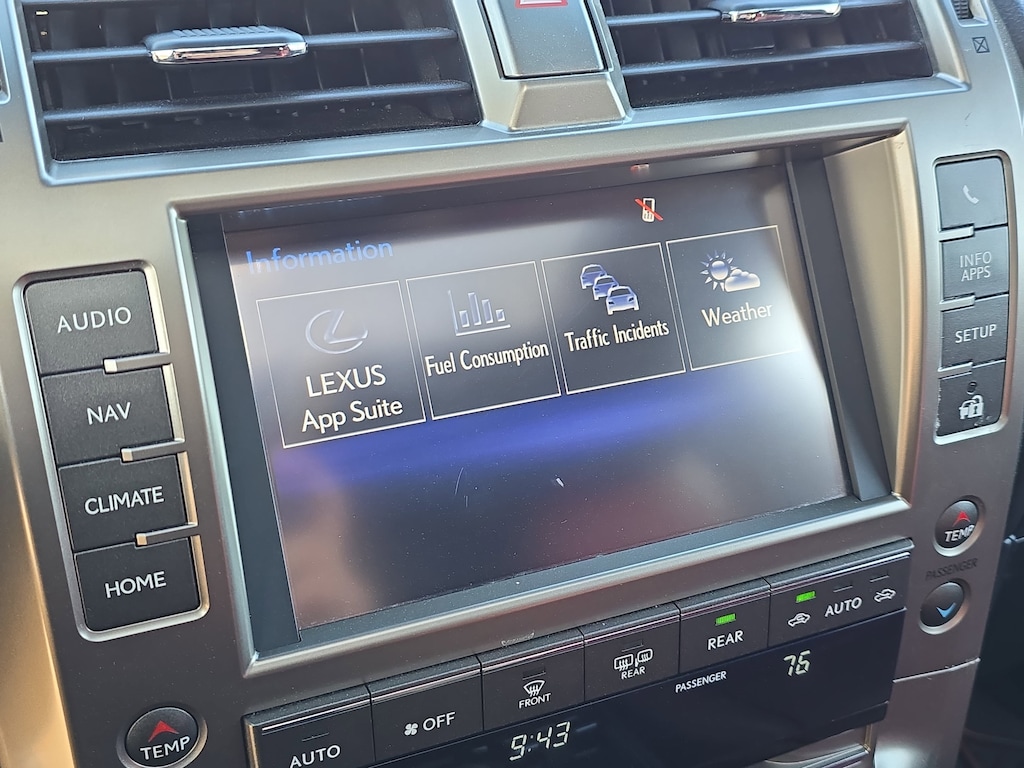 Information
LEXUS
App Suite
Fuel Consumption
Traffic Incidents
Weather
AUDIO
NAV
CLIMATE
HOME
INFO
APPS
SETUP
TEMP
PASSENGER
TEMP
AUTO
OFF
FRONT
REAR
REAR
AUTO
PASSENGER
76
9:43